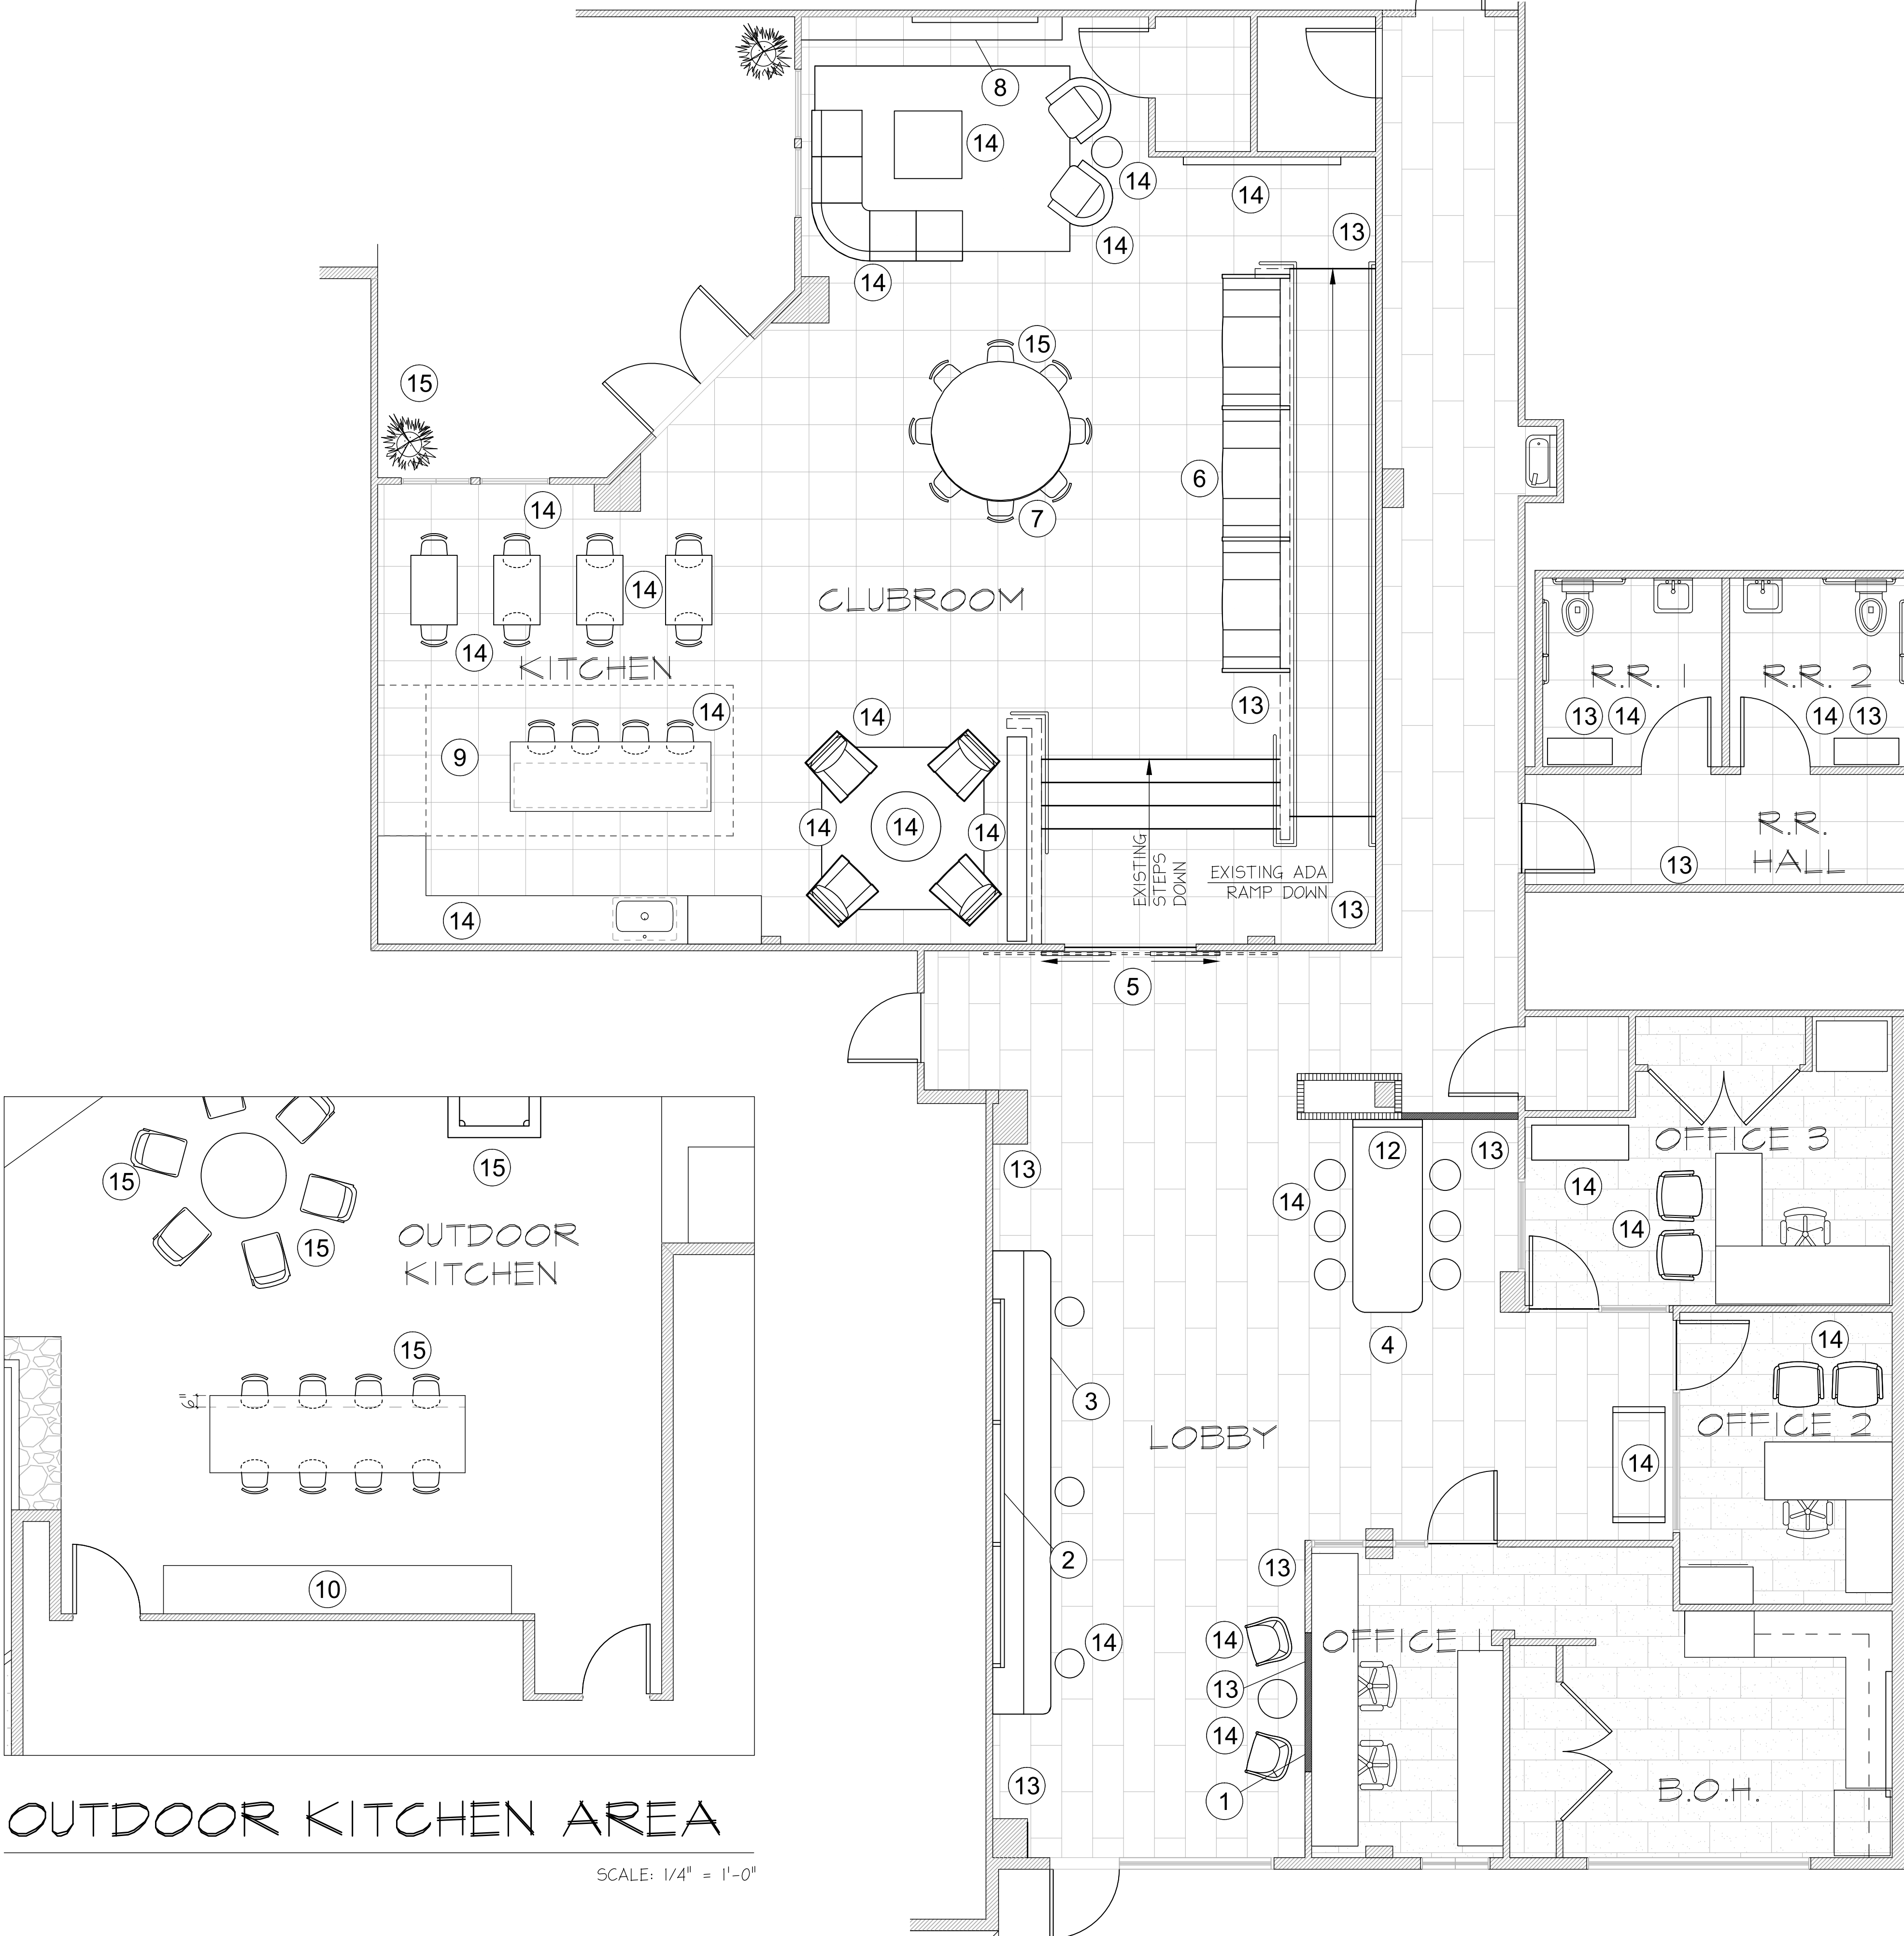 8
14
14
14
13
14
14
15
15
6
14
7
14
CLUBROOM
14
KITCHEN
R.R. 1
R.R. 2
13
14
14
13
14
14
13
9
14
14
14
EXISTING
STEPS
DOWN
EXISTING ADA
RAMP DOWN
R.R.
HALL
13
13
14
5
12
13
OFFICE 3
14
14
14
13
4
14
3
OFFICE 2
LOBBY
14
2
13
14
14
OFFICE 1
13
14
13
1
B.O.H.
15
15
15
OUTDOOR
KITCHEN
15
6"
10
OUTDOOR KITCHEN AREA
SCALE: 1/4" = 1'-0"